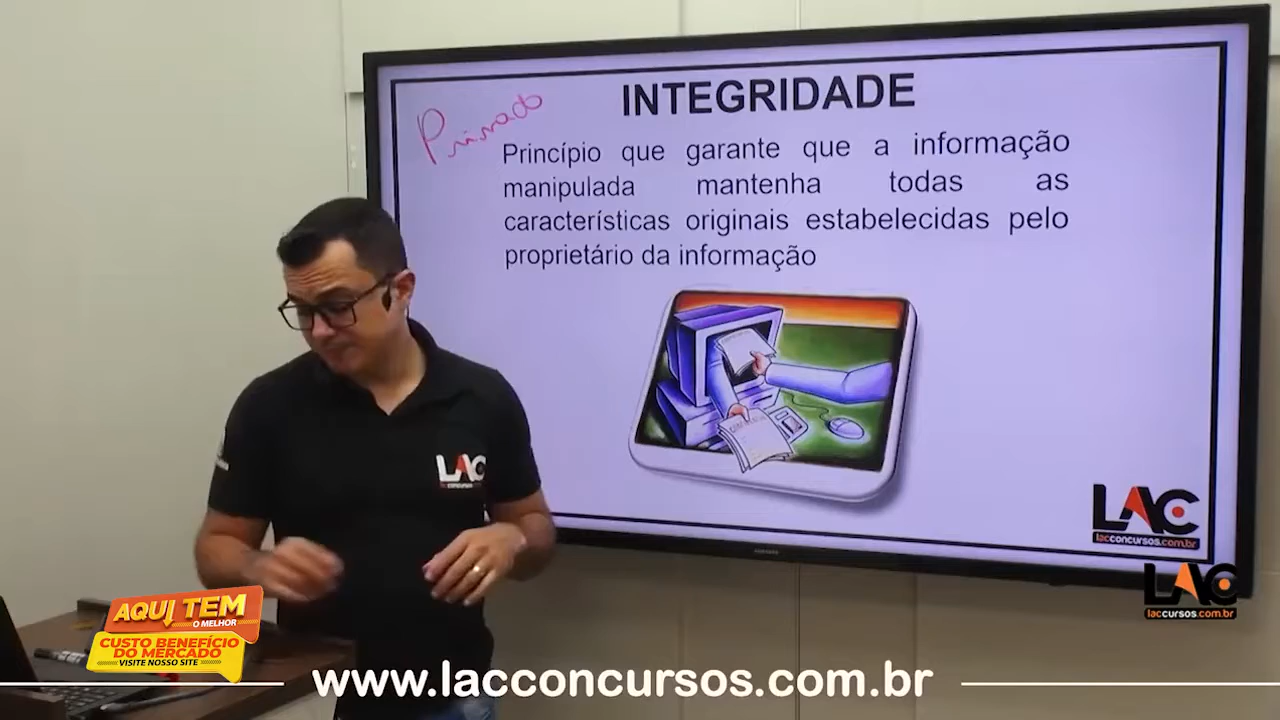 INTEGRIDADE
Princípio que garante que a informação
manipulada mantenha todas as
características originais estabelecidas pelo
proprietário da informação
LAC
lacconcursos.com.br
LAC
laccursos.com.br
LAC
AQUI TEM
O MELHOR
CUSTO BENEFÍCIO
DO MERCADO
VISITE NOSSO SITE
www.lacconcursos.com.br